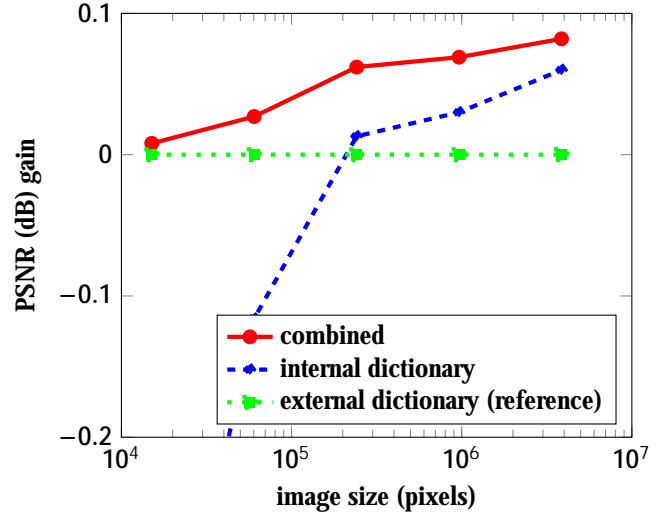 0.1
0
−0.1
−0.2
PSNR (dB) gain
combined
internal dictionary
external dictionary (reference)
10^4
10^5
10^6
10^7
image size (pixels)